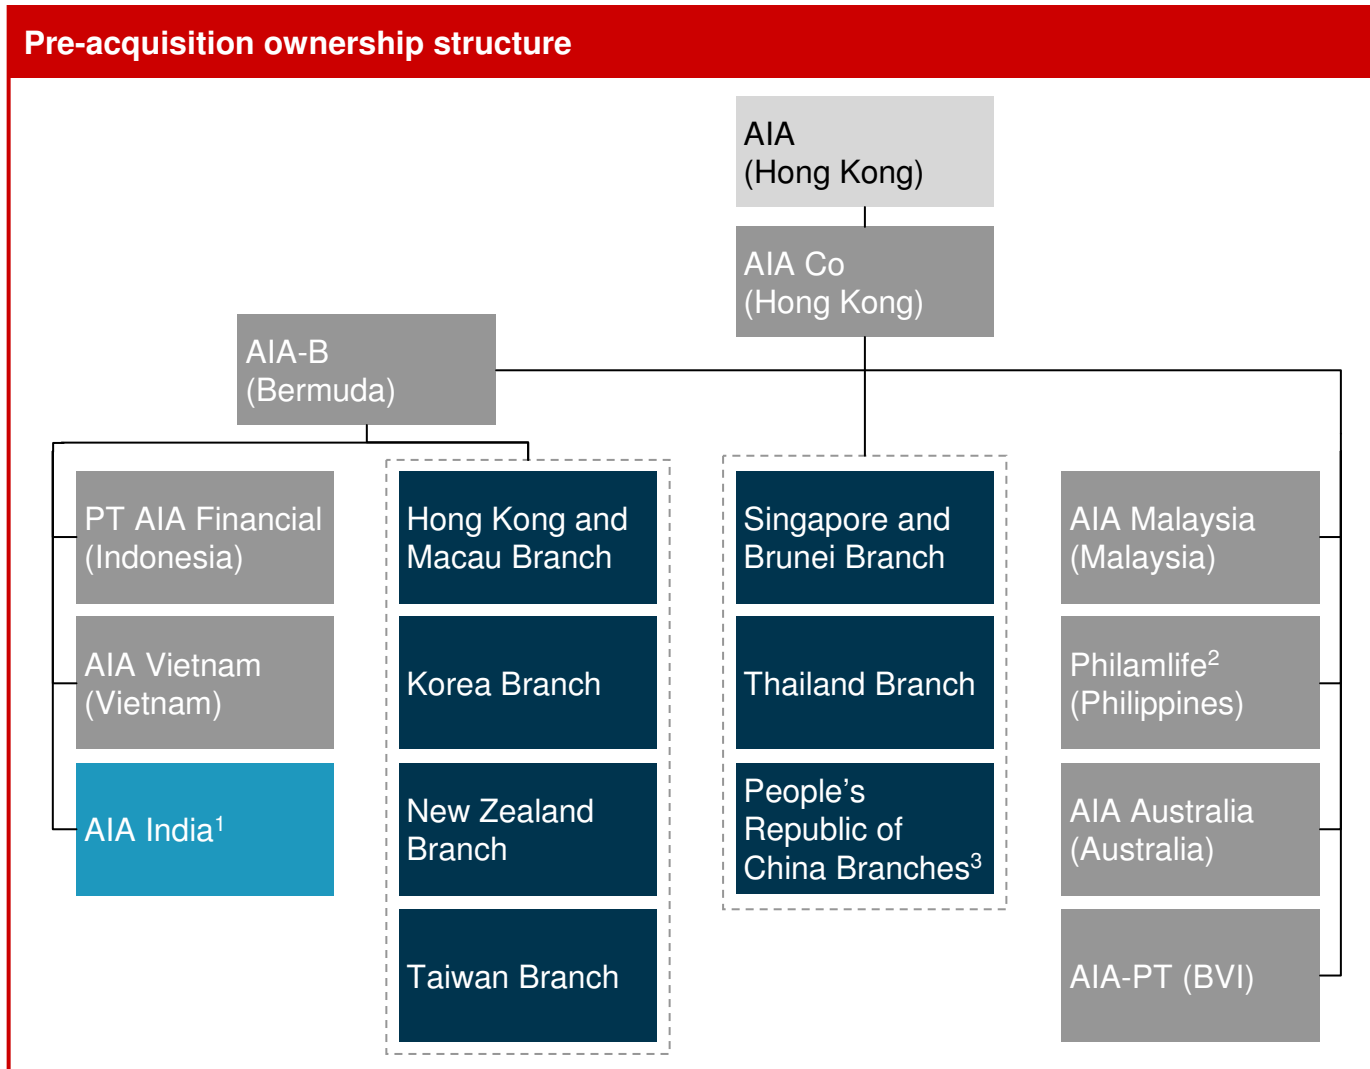 Pre-acquisition ownership structure
AIA
(Hong Kong)
AIA Co
(Hong Kong)
AIA-B
(Bermuda)
PT AIA Financial
(Indonesia)
AIA Vietnam
(Vietnam)
AIA India¹
Hong Kong and
Macau Branch
Korea Branch
New Zealand
Branch
Taiwan Branch
Singapore and
Brunei Branch
Thailand Branch
People’s
Republic of
China Branches³
AIA Malaysia
(Malaysia)
Philamlife²
(Philippines)
AIA Australia
(Australia)
AIA-PT (BVI)